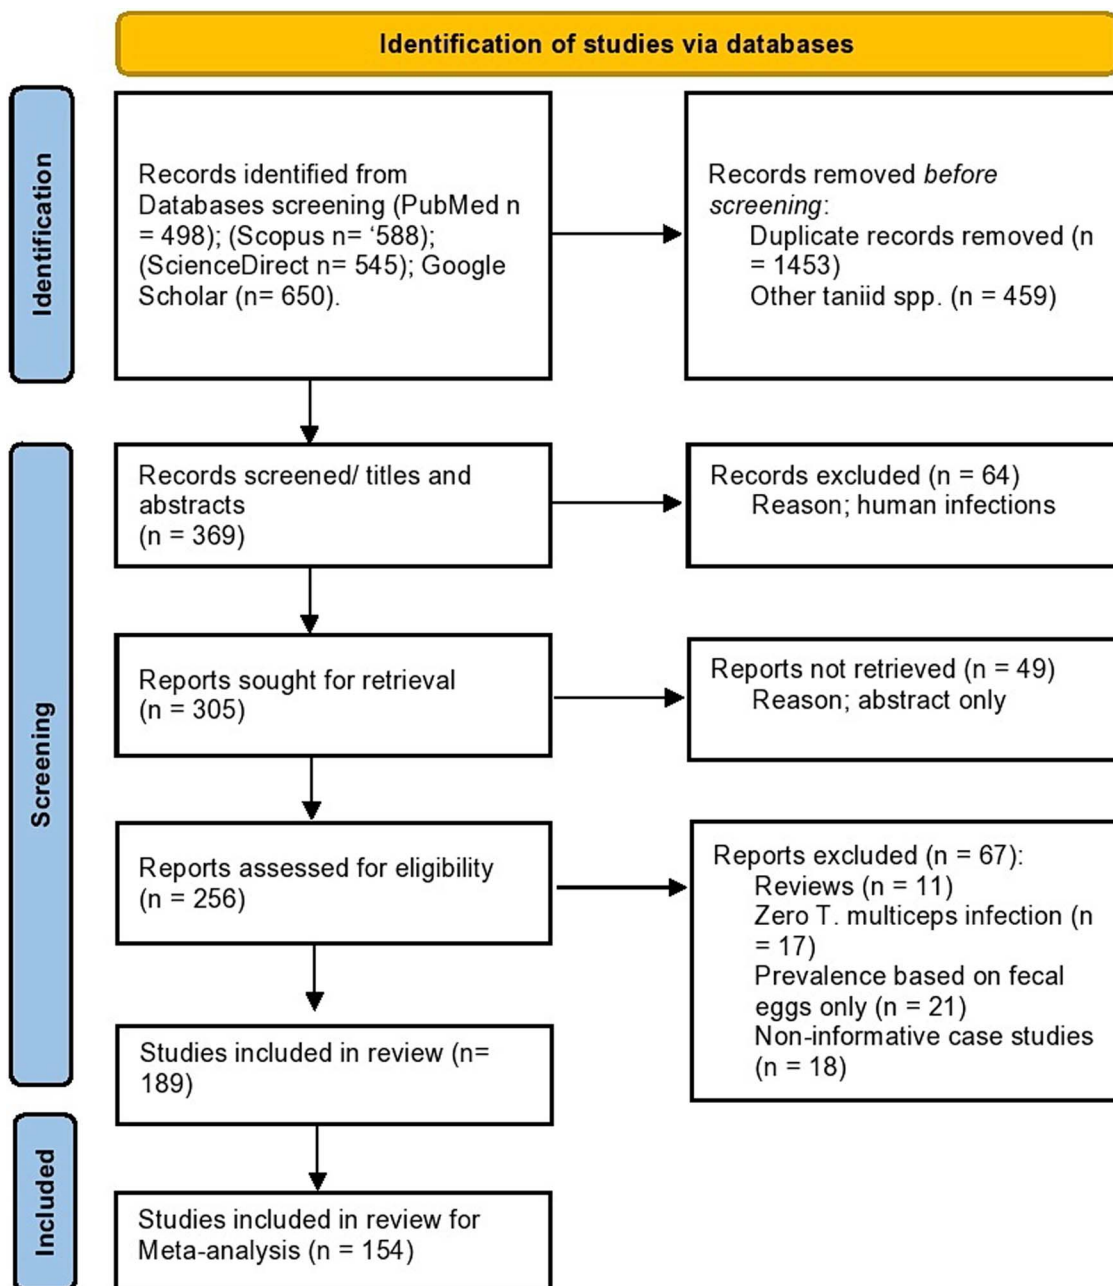 Identification of studies via databases
Identification
Records identified from
Databases screening (PubMed n
= 498); (Scopus n= ‘588);
(ScienceDirect n= 545); Google
Scholar (n= 650).
Records removed before
screening:
Duplicate records removed (n
= 1453)
Other taniid spp. (n = 459)
Screening
Records screened/ titles and
abstracts
(n = 369)
Records excluded (n = 64)
Reason; human infections
Reports sought for retrieval
(n = 305)
Reports not retrieved (n = 49)
Reason; abstract only
Reports assessed for eligibility
(n = 256)
Reports excluded (n = 67):
Reviews (n = 11)
Zero T. multiceps infection (n
= 17)
Prevalence based on fecal
eggs only (n = 21)
Non-informative case studies
(n = 18)
Studies included in review (n=
189)
Included
Studies included in review for
Meta-analysis (n = 154)